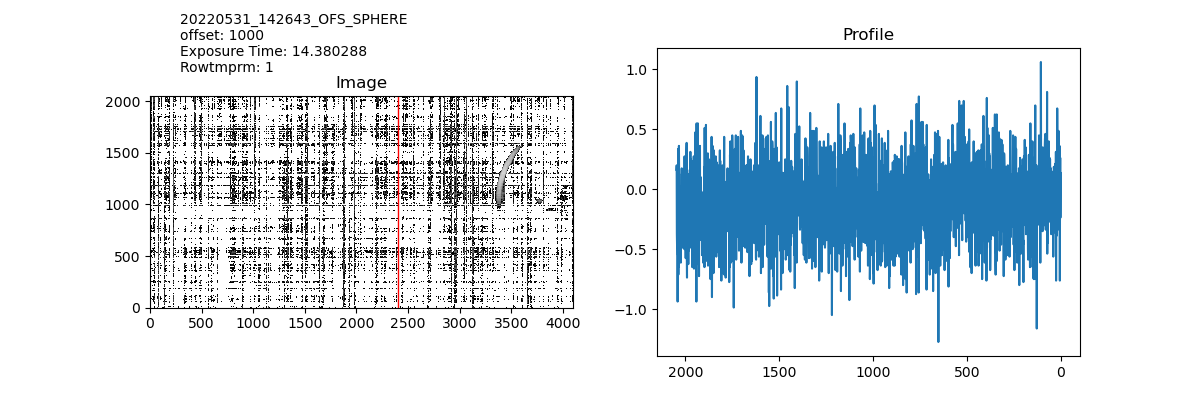 20220531_142643_OFS_SPHERE
offset: 1000
Exposure Time: 14.380288
Rowtmprm: 1
Image
2000
1500
1000
500
0
0 500 1000 1500 2000 2500 3000 3500 4000
Profile
1.0
0.5
0.0
−0.5
−1.0
2000 1500 1000 500 0